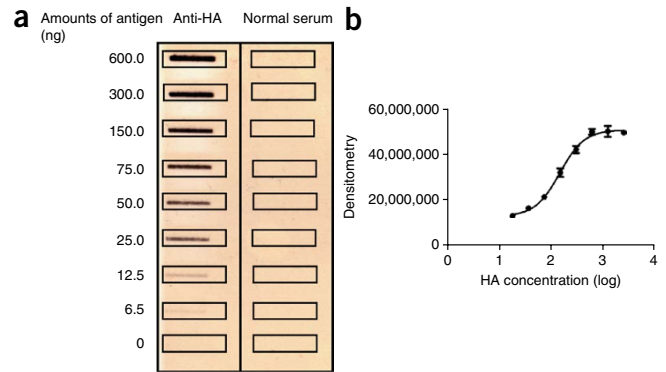 a
Amounts of antigen (ng)
Anti-HA
Normal serum
600.0
300.0
150.0
75.0
50.0
25.0
12.5
6.5
0
b
60,000,000
40,000,000
20,000,000
0
Densitometry
0
1
2
3
4
HA concentration (log)